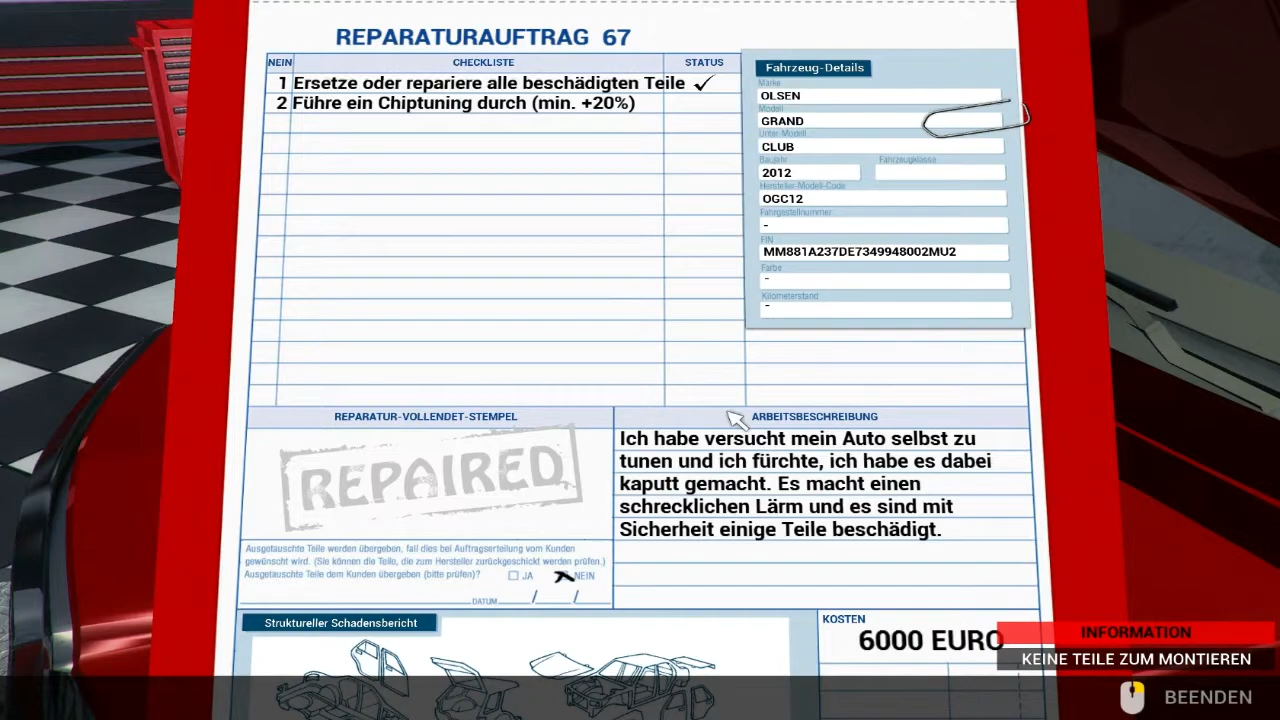 REPARATURAUFTRAG 67
NEIN CHECKLISTE STATUS
1 Ersetze oder repariere alle beschädigten Teile ✓
2 Führe ein Chiptuning durch (min. +20%)
Fahrzeug-Details
Marke
OLSEN
Modell
GRAND
Unter-Modell
CLUB
Baujahr Fahrzeugklasse
2012
Hersteller-Modell-Code
OGC12
Fahrgestellnummer
-
FIN
MM881A237DE7349948002MU2
Farbe
-
Kilometerstand
-
REPARATUR-VOLLENDET-STEMPEL
REPAIRED
ARBEITSBESCHREIBUNG
Ich habe versucht mein Auto selbst zu
tunen und ich fürchte, ich habe es dabei
kaputt gemacht. Es macht einen
schrecklichen Lärm und es sind mit
Sicherheit einige Teile beschädigt.
Ausgetauschte Teile werden übergeben, fall dies bei Auftragserteilung vom Kunden
gewünscht wird. (Sie können die Teile, die zum Hersteller zurückgeschickt werden prüfen.)
Ausgetauschte Teile dem Kunden übergeben (bitte prüfen)? JA NEIN
DATUM / /
Struktureller Schadensbericht
KOSTEN
6000 EURO
INFORMATION
KEINE TEILE ZUM MONTIEREN
BEENDEN